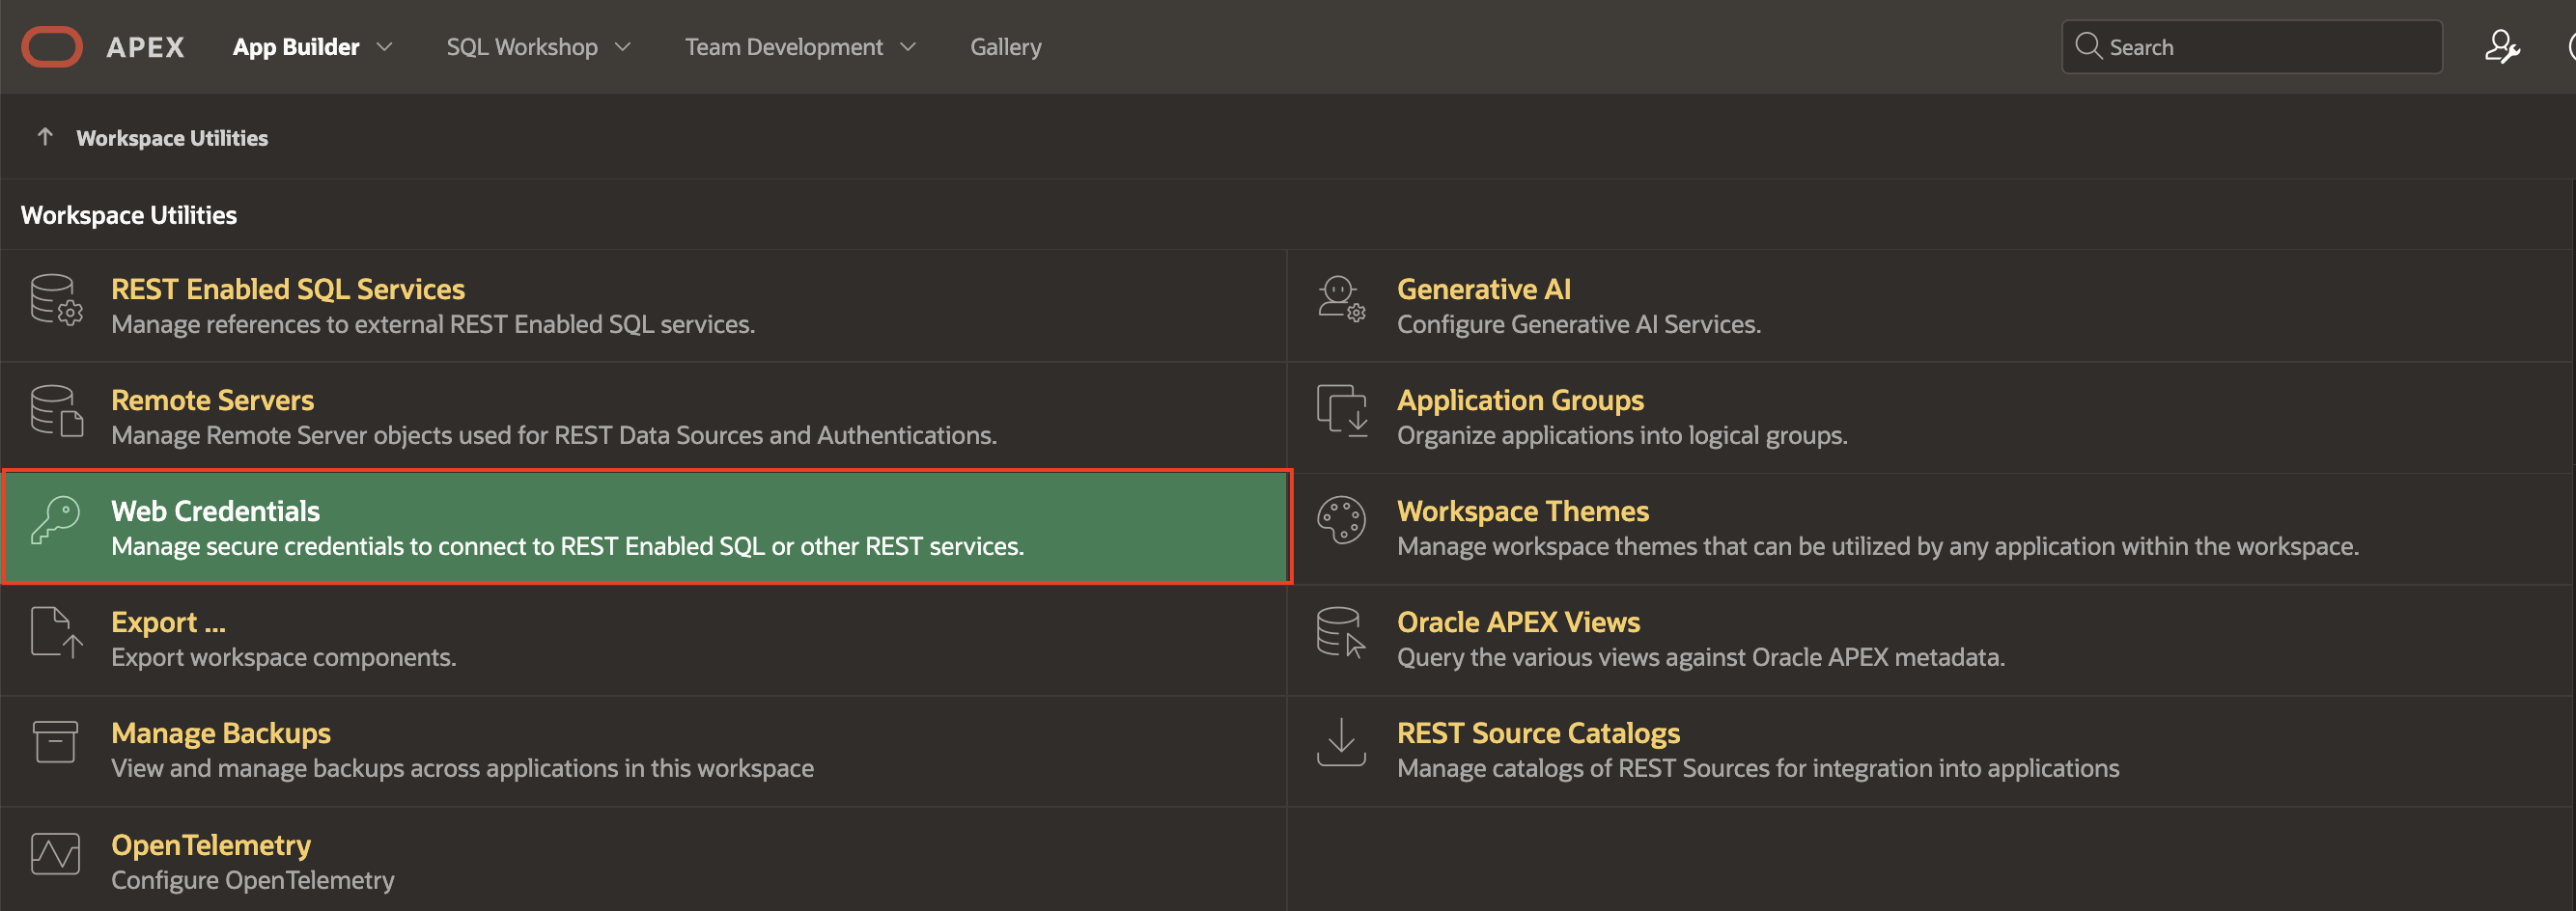 APEX App Builder SQL Workshop Team Development Gallery Search
Workspace Utilities
Workspace Utilities
REST Enabled SQL Services
Manage references to external REST Enabled SQL services.
Generative AI
Configure Generative AI Services.
Remote Servers
Manage Remote Server objects used for REST Data Sources and Authentications.
Application Groups
Organize applications into logical groups.
Web Credentials
Manage secure credentials to connect to REST Enabled SQL or other REST services.
Workspace Themes
Manage workspace themes that can be utilized by any application within the workspace.
Export ...
Export workspace components.
Oracle APEX Views
Query the various views against Oracle APEX metadata.
Manage Backups
View and manage backups across applications in this workspace
REST Source Catalogs
Manage catalogs of REST Sources for integration into applications
OpenTelemetry
Configure OpenTelemetry